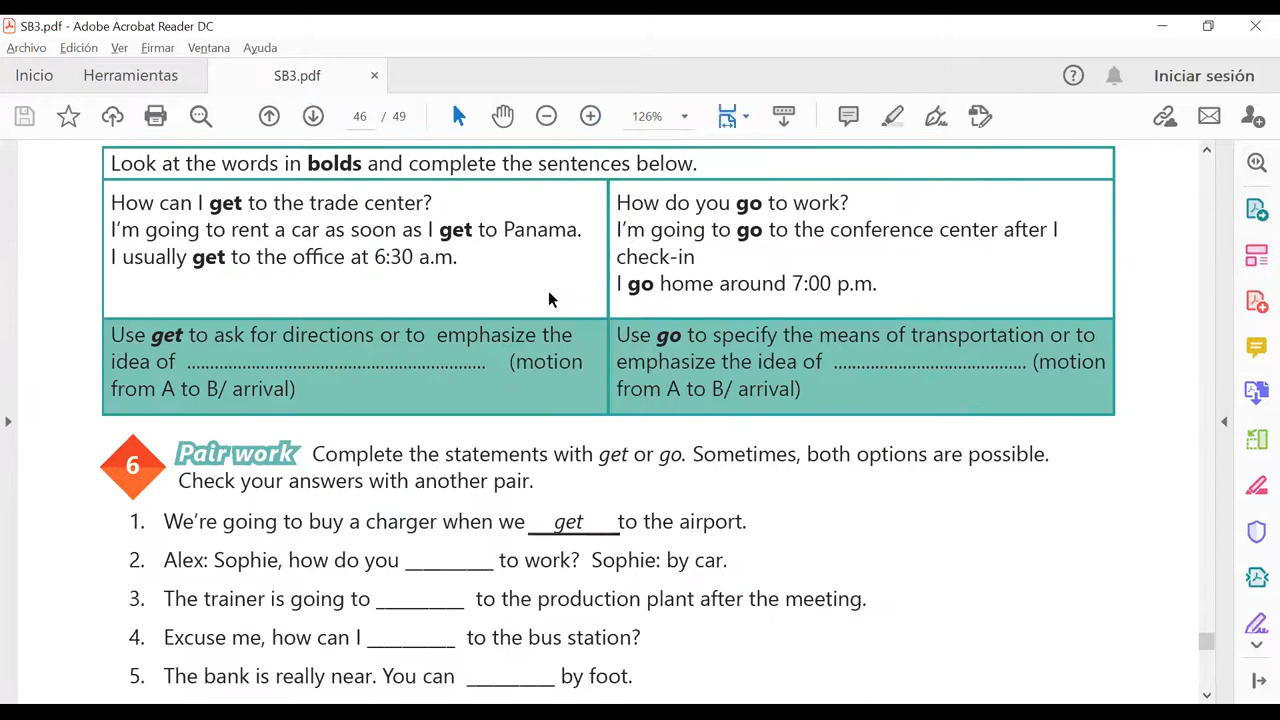 SB3.pdf - Adobe Acrobat Reader DC
Archivo Edición Ver Firmar Ventana Ayuda
Inicio Herramientas SB3.pdf Iniciar sesión
46 / 49 126%
Look at the words in bolds and complete the sentences below.
How can I get to the trade center?
I'm going to rent a car as soon as I get to Panama.
I usually get to the office at 6:30 a.m.
How do you go to work?
I'm going to go to the conference center after I
check-in
I go home around 7:00 p.m.
Use get to ask for directions or to emphasize the
idea of .................................................................. (motion
from A to B/ arrival)
Use go to specify the means of transportation or to
emphasize the idea of .......................................... (motion
from A to B/ arrival)
6 Pair work Complete the statements with get or go. Sometimes, both options are possible.
Check your answers with another pair.
1. We're going to buy a charger when we __get___to the airport.
2. Alex: Sophie, how do you _________ to work? Sophie: by car.
3. The trainer is going to _________ to the production plant after the meeting.
4. Excuse me, how can I _________ to the bus station?
5. The bank is really near. You can _________ by foot.